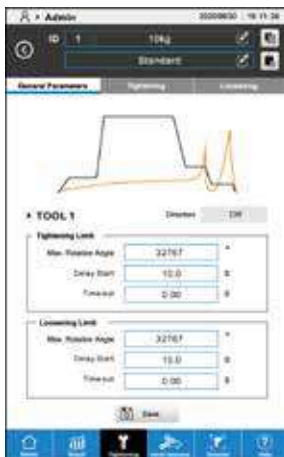 > Admin
ID 1 10kg
Standard
General Parameters Tightening Loosening
▸ TOOL 1 Direction CW
Tightening Limit
Max. Rotation Angle 32767 °
Delay Start 10.0 s
Timeout 0.00 s
Loosening Limit
Max. Rotation Angle 32767 °
Delay Start 10.0 s
Timeout 0.00 s
Save
Tightening